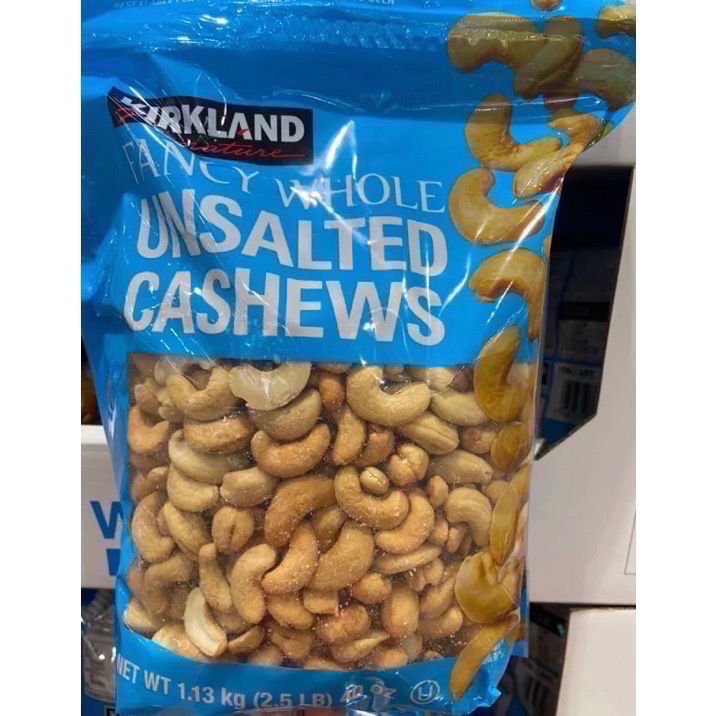 KIRKLAND
Signature
FANCY WHOLE
UNSALTED
CASHEWS
NET WT 1.13 kg (2.5 LB)
U